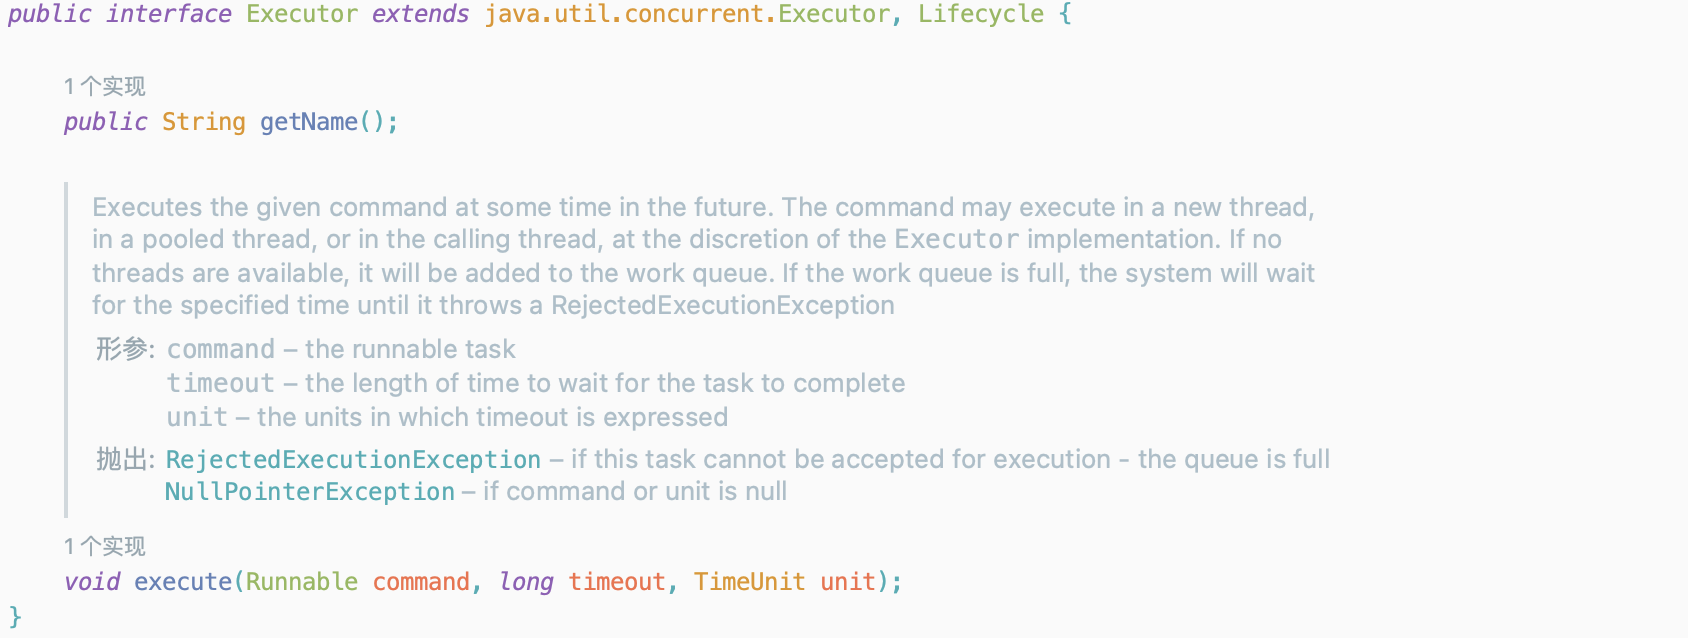 public interface Executor extends java.util.concurrent.Executor, Lifecycle {
1 个实现
public String getName();
Executes the given command at some time in the future. The command may execute in a new thread,
in a pooled thread, or in the calling thread, at the discretion of the Executor implementation. If no
threads are available, it will be added to the work queue. If the work queue is full, the system will wait
for the specified time until it throws a RejectedExecutionException
形参: command – the runnable task
timeout – the length of time to wait for the task to complete
unit – the units in which timeout is expressed
抛出: RejectedExecutionException – if this task cannot be accepted for execution - the queue is full
NullPointerException – if command or unit is null
1 个实现
void execute(Runnable command, long timeout, TimeUnit unit);
}